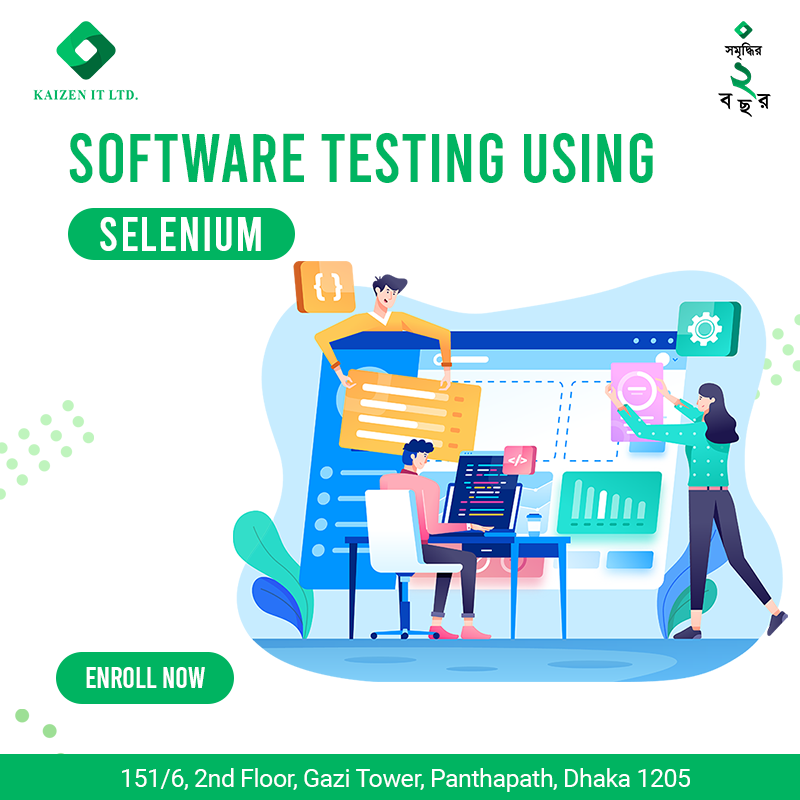 KAIZEN IT LTD.
সমৃদ্ধির
২
বছর
SOFTWARE TESTING USING
SELENIUM
{ }
</>
ENROLL NOW
151/6, 2nd Floor, Gazi Tower, Panthapath, Dhaka 1205